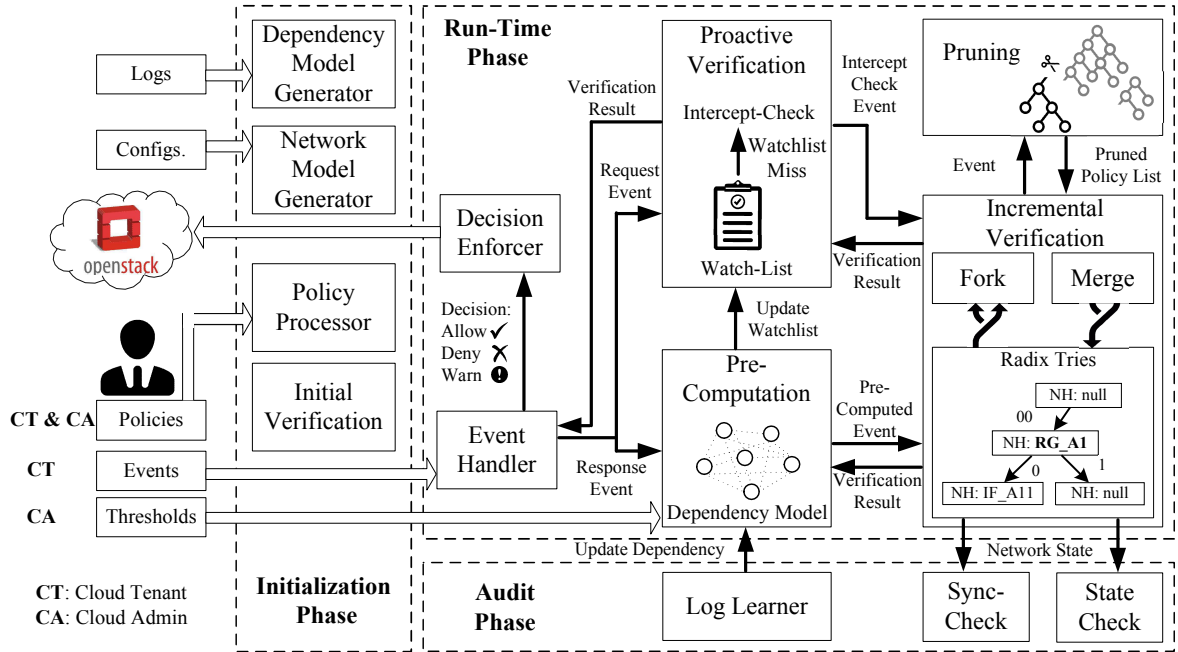 Logs
Configs.
openstack
CT & CA
Policies
CT
Events
CA
Thresholds
CT: Cloud Tenant
CA: Cloud Admin
Dependency
Model
Generator
Network
Model
Generator
Policy
Processor
Initial
Verification
Initialization
Phase
Run-Time
Phase
Verification
Result
Request
Event
Decision
Enforcer
Decision:
Allow
Deny
Warn
Event
Handler
Response
Event
Proactive
Verification
Intercept-Check
Watchlist
Miss
Watch-List
Update
Watchlist
Pre-
Computation
Dependency Model
Intercept
Check
Event
Verification
Result
Pre-
Computed
Event
Verification
Result
Pruning
Event
Pruned
Policy List
Incremental
Verification
Fork
Merge
Radix Tries
NH: null
00
NH: RG_A1
0
1
NH: IF_A11
NH: null
Update Dependency
Network State
Audit
Phase
Log Learner
Sync-
Check
State
Check